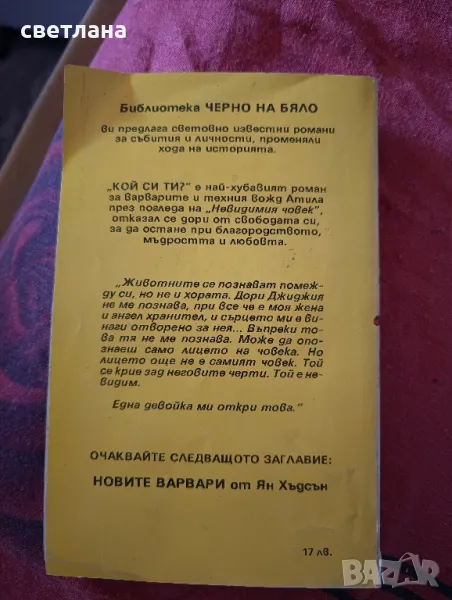 светлана
Библиотека ЧЕРНО НА БЯЛО
ви предлага световно известни романи
за събития и личности, променяли
хода на историята.
„КОЙ СИ ТИ?" е най-хубавият роман
за варварите и техния вожд Атила
през погледа на „Невидимия човек",
отказал се дори от свободата си,
за да остане при благородството,
мъдростта и любовта.
„Животните се познават помеж-
ду си, но не и хората. Дори Джиджия
не ме познава, при все че е моя жена
и ангел хранител, и сърцето ми е ви-
наги отворено за нея... Въпреки то-
ва тя не ме познава. Може да опо-
знаеш само лицето на човека. Но
лицето още не е самият човек. Той
се крие зад неговите черти. Той е не-
видим.
Една девойка ми откри това."
ОЧАКВАЙТЕ СЛЕДВАЩОТО ЗАГЛАВИЕ:
НОВИТЕ ВАРВАРИ от Ян Хъдсън
17 лв.
BAZAR